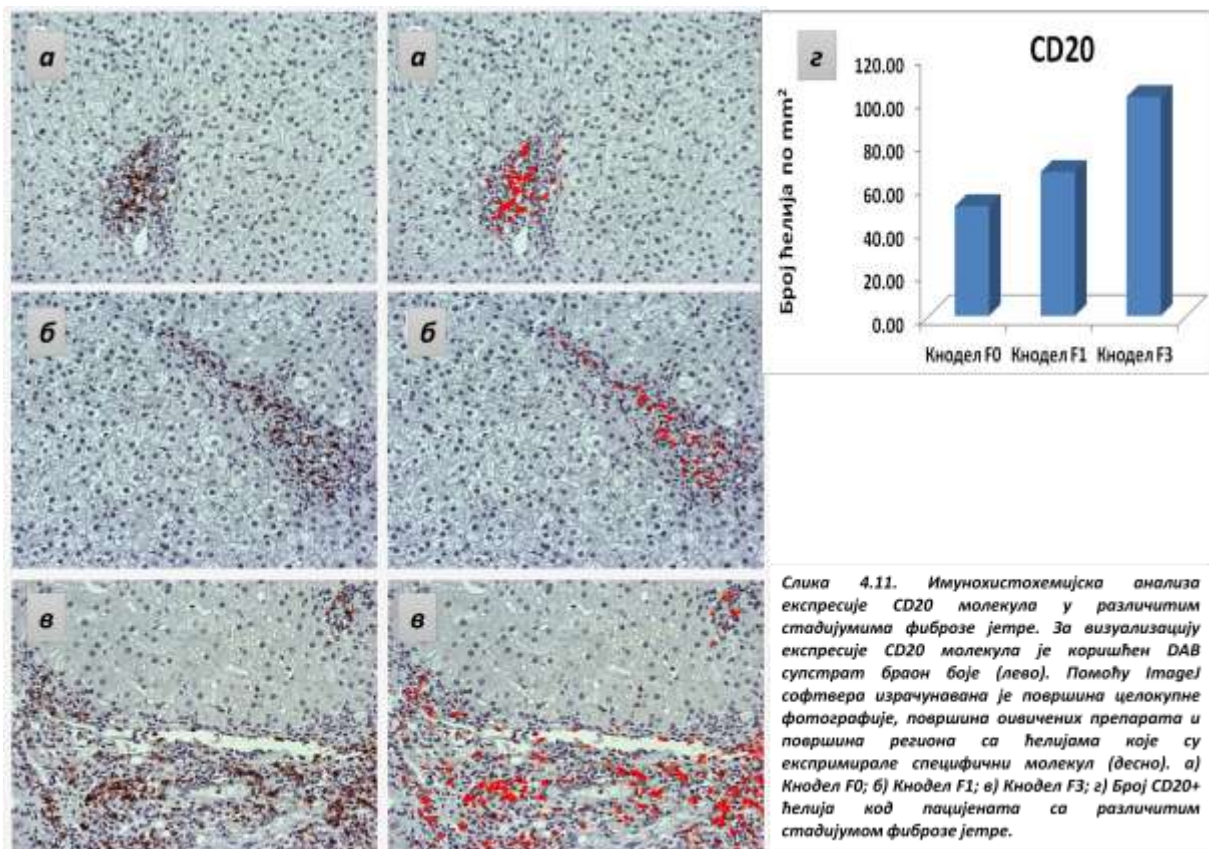 а
а
б
б
в
в
г
CD20
Број ћелија по mm²
120.00
100.00
80.00
60.00
40.00
20.00
0.00
Кнодел F0 Кнодел F1 Кнодел F3
Слика 4.11. Имунохистохемијска анализа
експресије CD20 молекула у различитим
стадијумима фиброзе јетре. За визуализацију
експресије CD20 молекула је коришћен DAB
супстрат браон боје (лево). Помоћу ImageJ
софтвера израчунавана је површина целокупне
фотографије, површина оивичених препарата и
површина региона са ћелијама које су
експримирале специфични молекул (десно). а)
Кнодел F0; б) Кнодел F1; в) Кнодел F3; г) Број CD20+
ћелија код пацијената са различитим
стадијумом фиброзе јетре.